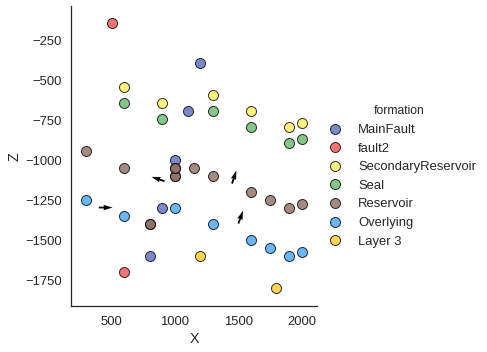 −250
−500
−750
−1000
−1250
−1500
−1750
Z
500
1000
1500
2000
X
formation
MainFault
fault2
SecondaryReservoir
Seal
Reservoir
Overlying
Layer 3